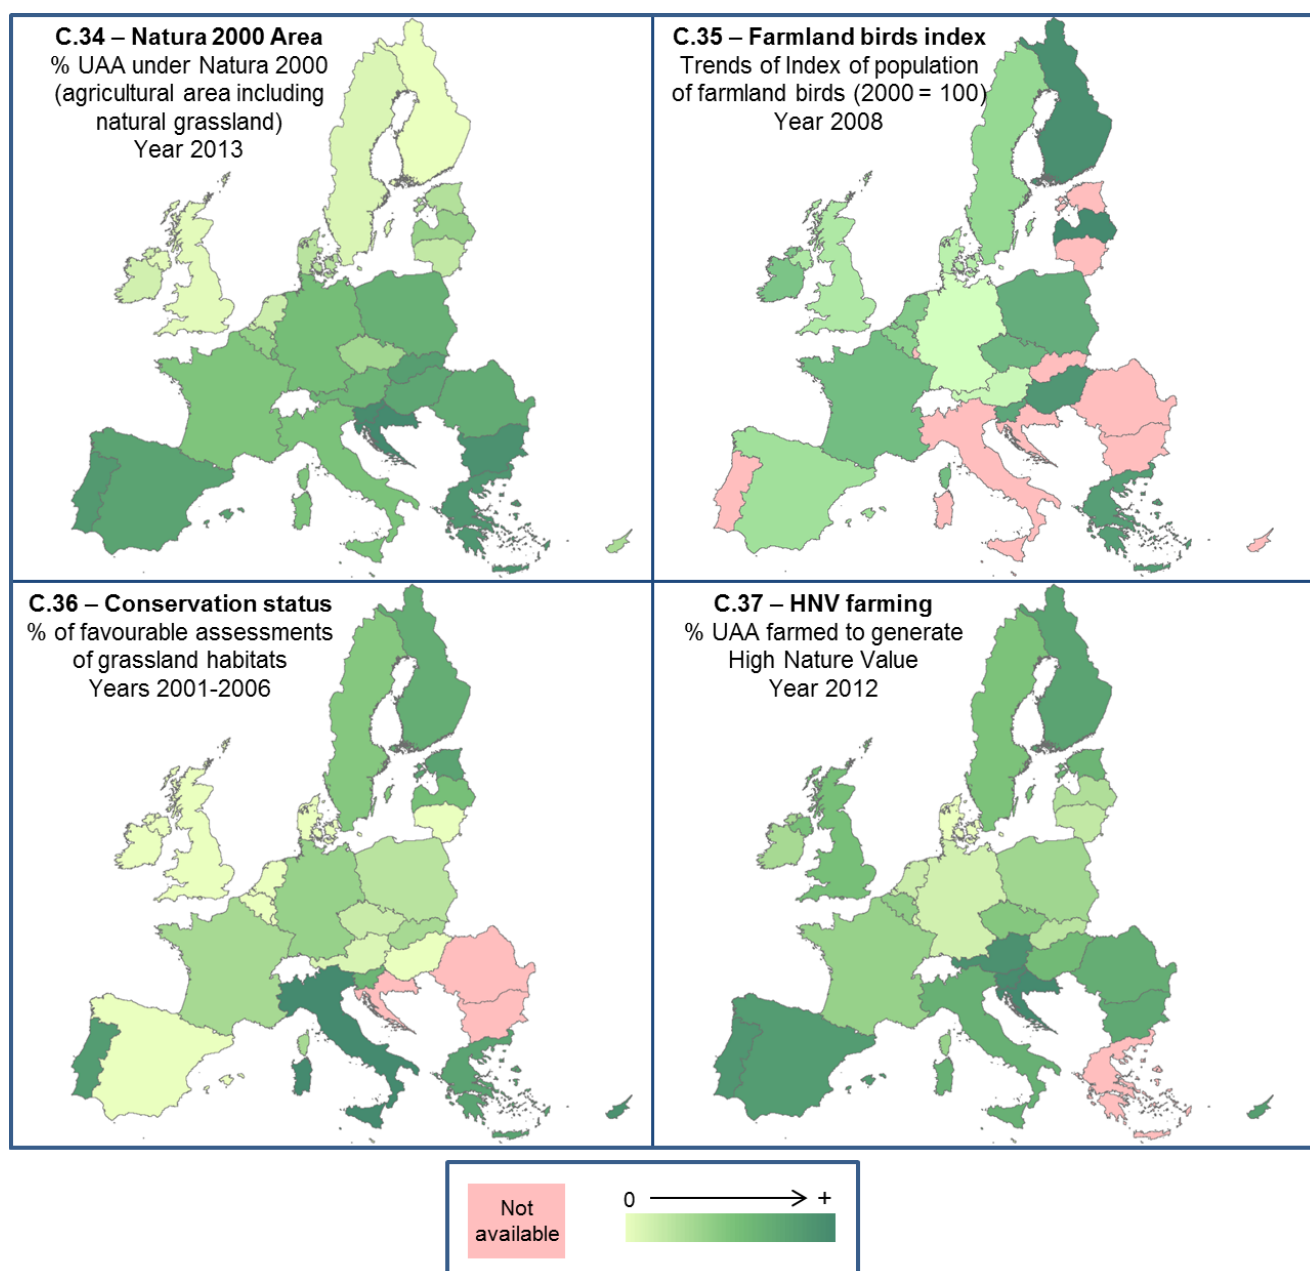 C.34 – Natura 2000 Area
% UAA under Natura 2000
(agricultural area including
natural grassland)
Year 2013
C.35 – Farmland birds index
Trends of Index of population
of farmland birds (2000 = 100)
Year 2008
C.36 – Conservation status
% of favourable assessments
of grassland habitats
Years 2001-2006
C.37 – HNV farming
% UAA farmed to generate
High Nature Value
Year 2012
Not
available
0 +